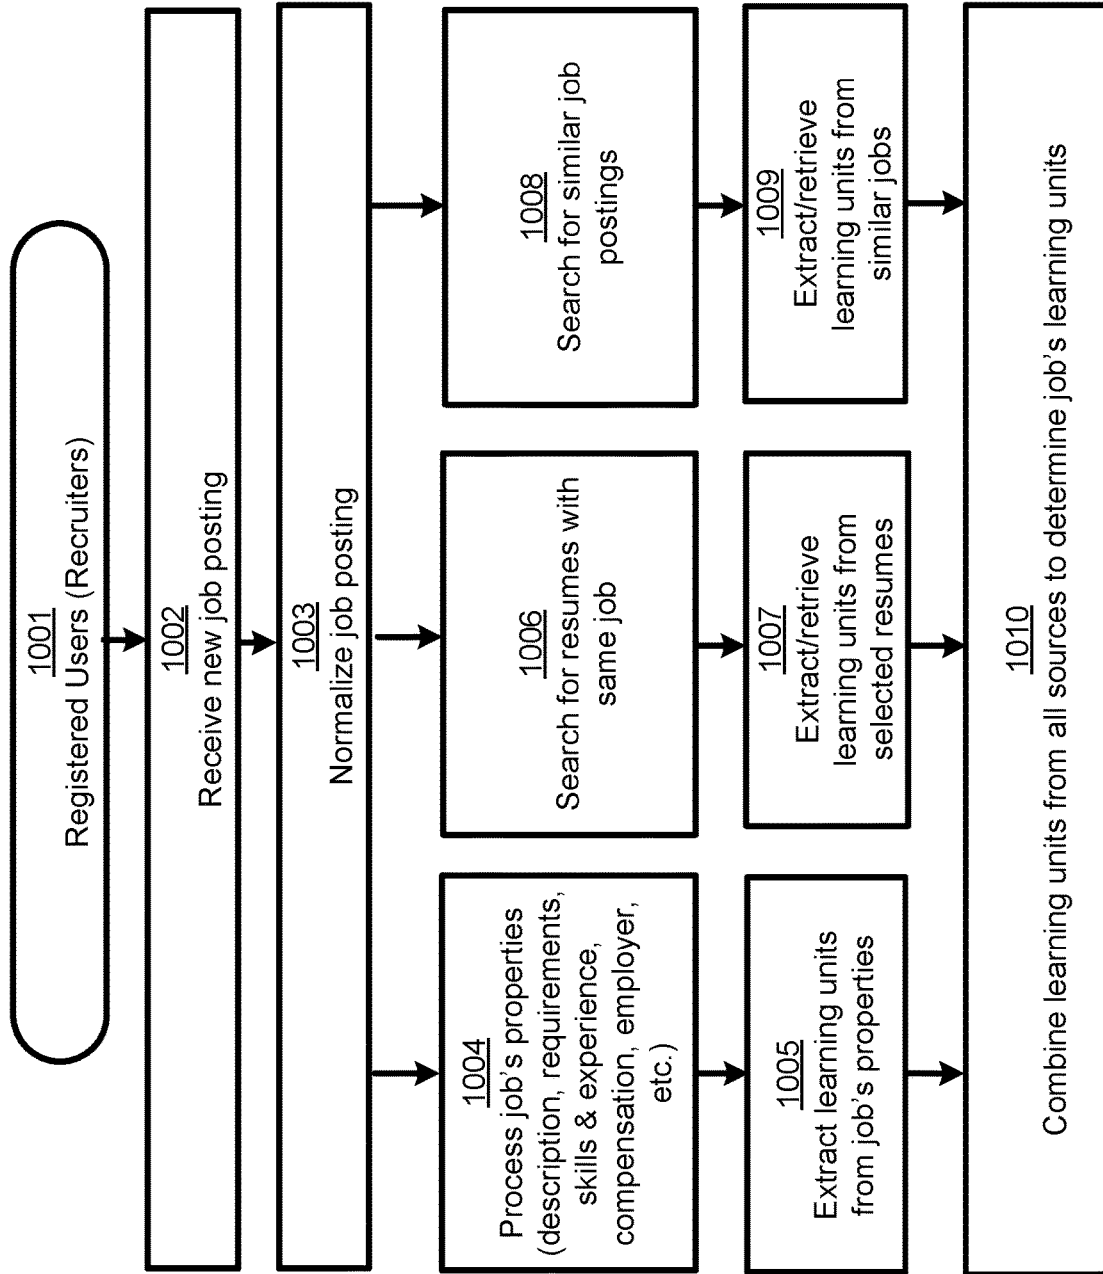 1001
Registered Users (Recruiters)
1002
Receive new job posting
1003
Normalize job posting
1004
Process job's properties
(description, requirements,
skills & experience,
compensation, employer,
etc.)
1005
Extract learning units
from job's properties
1006
Search for resumes with
same job
1007
Extract/retrieve
learning units from
selected resumes
1008
Search for similar job
postings
1009
Extract/retrieve
learning units from
similar jobs
1010
Combine learning units from all sources to determine job's learning units